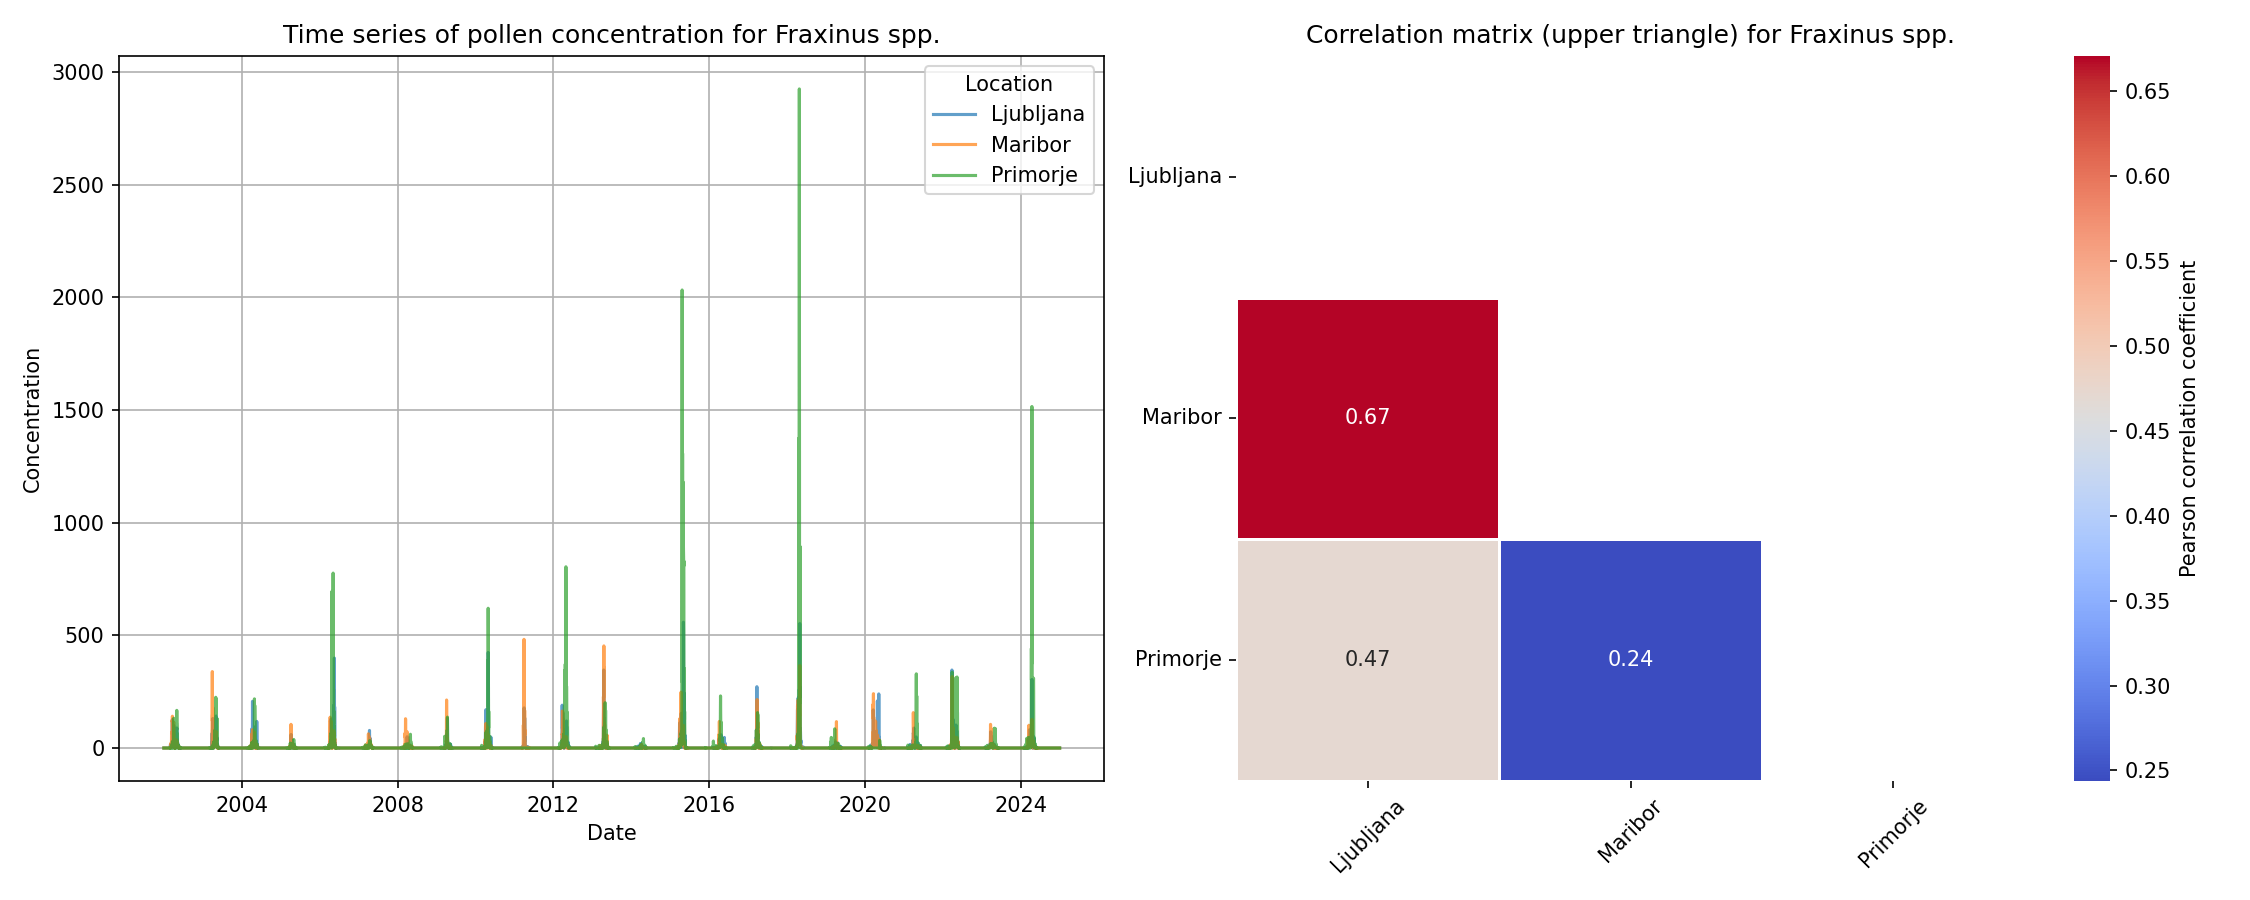 Time series of pollen concentration for Fraxinus spp.
Concentration
3000
2500
2000
1500
1000
500
0
Location
Ljubljana
Maribor
Primorje
2004
2008
2012
2016
2020
2024
Date
Correlation matrix (upper triangle) for Fraxinus spp.
Ljubljana
Maribor
Primorje
0.67
0.47
0.24
Ljubljana
Maribor
Primorje
0.65
0.60
0.55
0.50
0.45
0.40
0.35
0.30
0.25
Pearson correlation coefficient